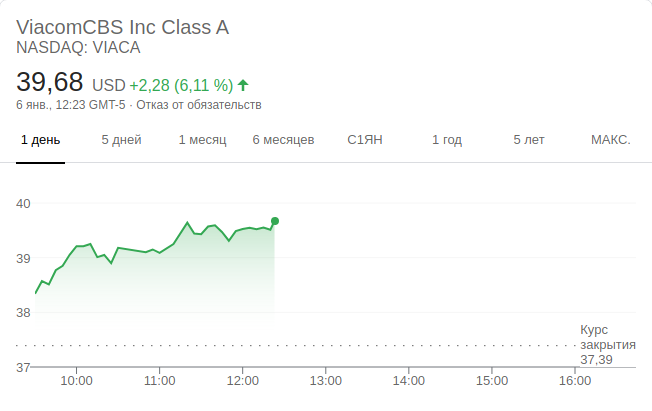 ViacomCBS Inc Class A
NASDAQ: VIACA
39,68 USD +2,28 (6,11 %)
6 янв., 12:23 GMT-5 · Отказ от обязательств
1 день 5 дней 1 месяц 6 месяцев С1ЯН 1 год 5 лет МАКС.
40
39
38
Курс
закрытия
37,39
37
10:00 11:00 12:00 13:00 14:00 15:00 16:00